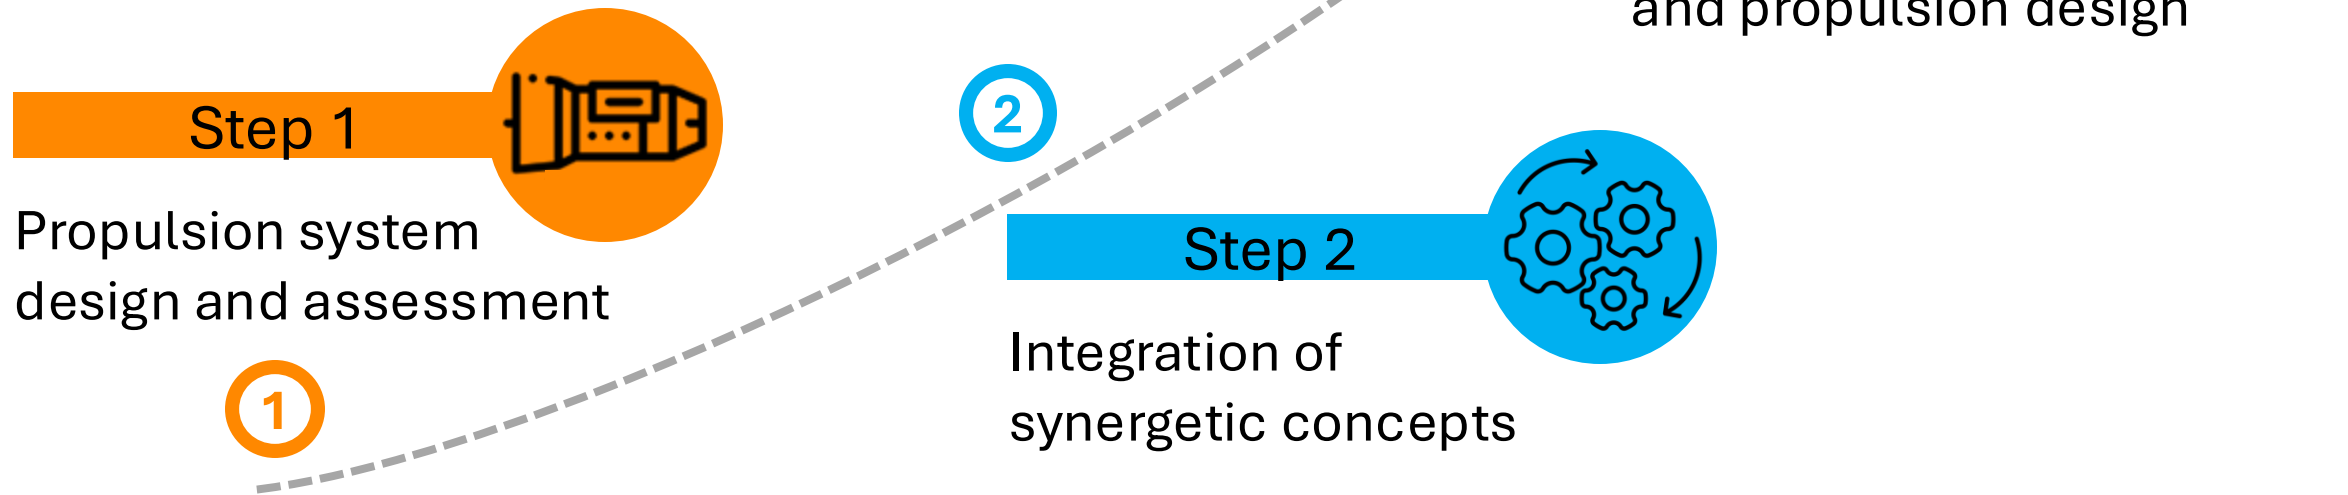 and propulsion design
Step 1
Propulsion system
design and assessment
1
2
Step 2
Integration of
synergetic concepts